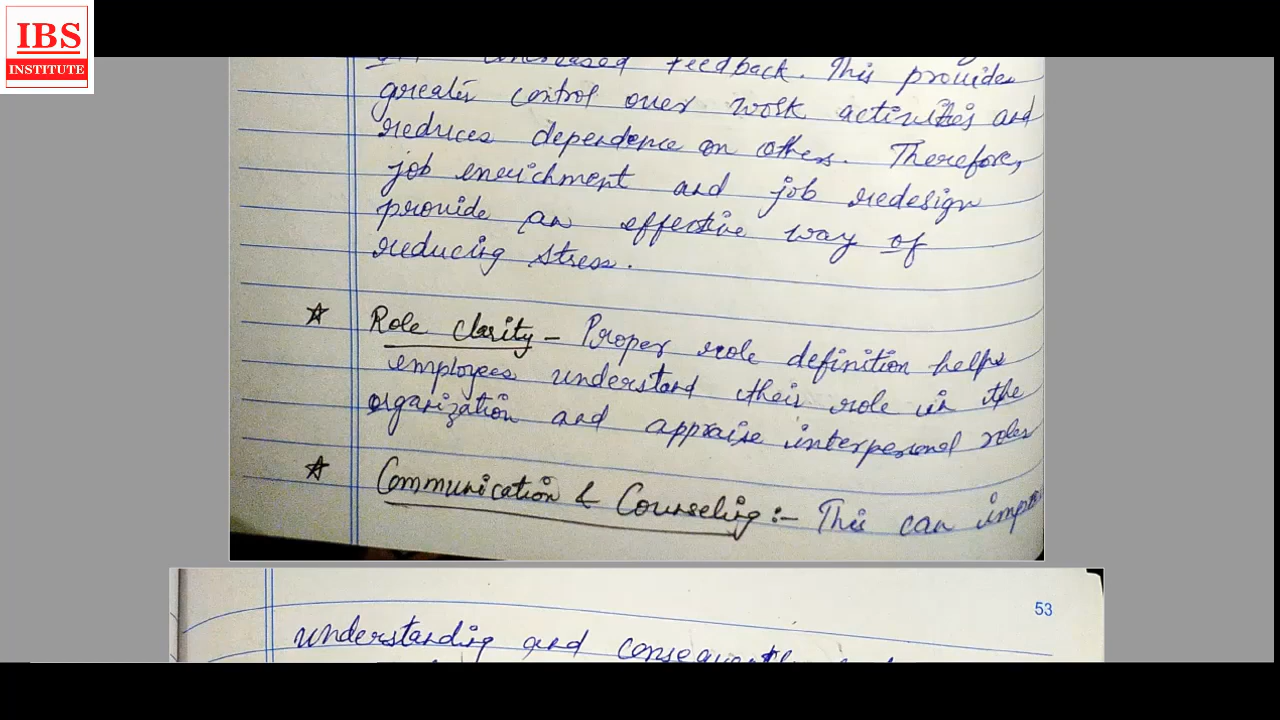 IBS
INSTITUTE
increased feedback. This provides
greater control over work activities and
reduces dependence on others. Therefore,
job enrichment and job redesign
provide an effective way of
reducing stress.
☆ Role clarity – Proper role definition helps
employees understand their role in the
organization and appraise interpersonal roles
☆ Communication & Counseling :– This can
53
understanding and consequently